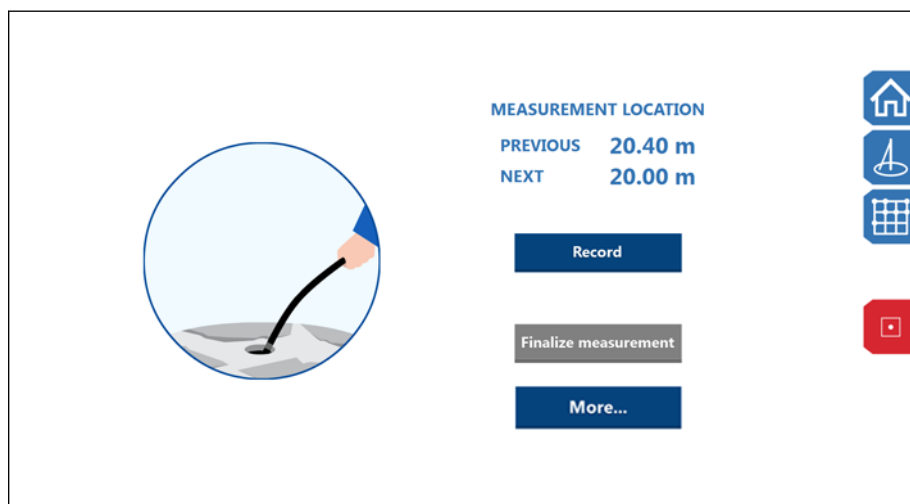 MEASUREMENT LOCATION
PREVIOUS 20.40 m
NEXT 20.00 m
Record
Finalize measurement
More...